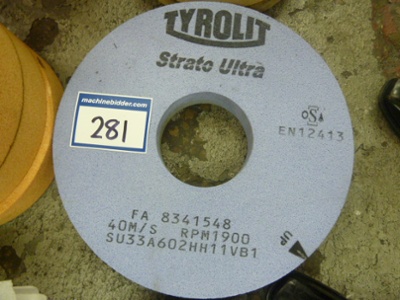 TYROLIT
Strato Ultra
machinebidder.com
281
oSA
EN12413
FA 8341548
40M/S RPM1900
SU33A602HH11VB1
UP